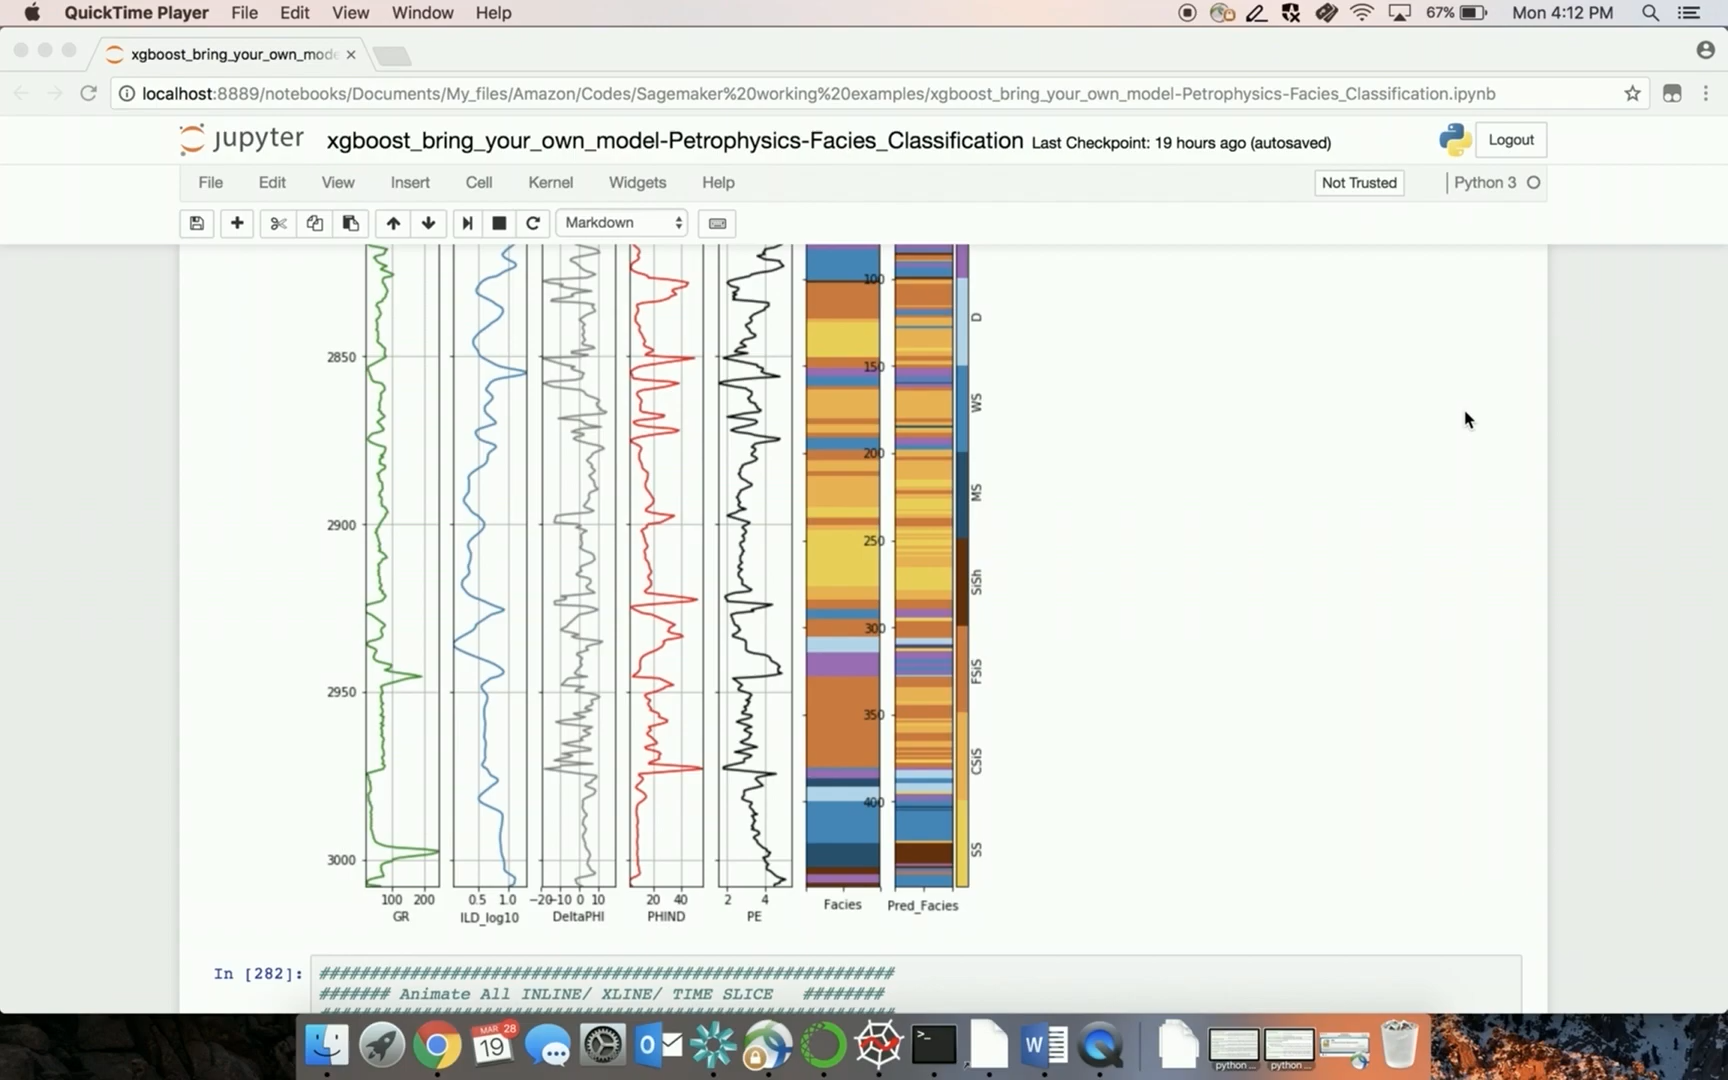 QuickTime Player File Edit View Window Help 67% Mon 4:12 PM
xgboost_bring_your_own_mode
localhost:8889/notebooks/Documents/My_files/Amazon/Codes/Sagemaker%20working%20examples/xgboost_bring_your_own_model-Petrophysics-Facies_Classification.ipynb
jupyter xgboost_bring_your_own_model-Petrophysics-Facies_Classification Last Checkpoint: 19 hours ago (autosaved) Logout
File Edit View Insert Cell Kernel Widgets Help Not Trusted Python 3
Markdown
100
D
2850
150
WS
200
MS
2900
250
SiSh
300
FSiS
2950
350
CSiS
400
SS
3000
100 200 0.5 1.0 −20 −10 0 10 20 40 2 4 Facies Pred_Facies
GR ILD_log10 DeltaPHI PHIND PE
In [282]: #########################################################
####### Animate All INLINE/ XLINE/ TIME SLICE ########
MAR 28
19
W
python ... python ...